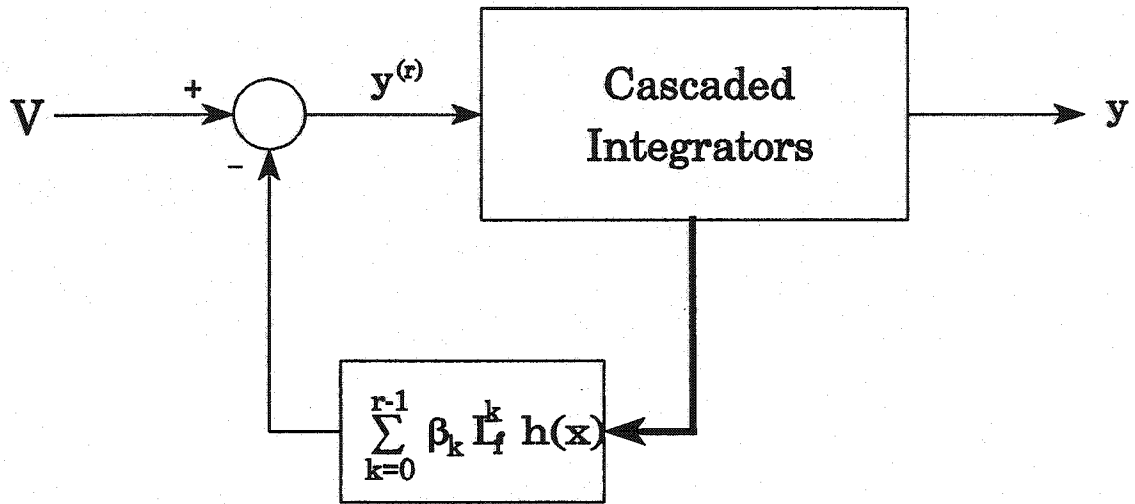 V
+
-
y^(r)
Cascaded
Integrators
y
r-1
∑ β_k L_f^k h(x)
k=0